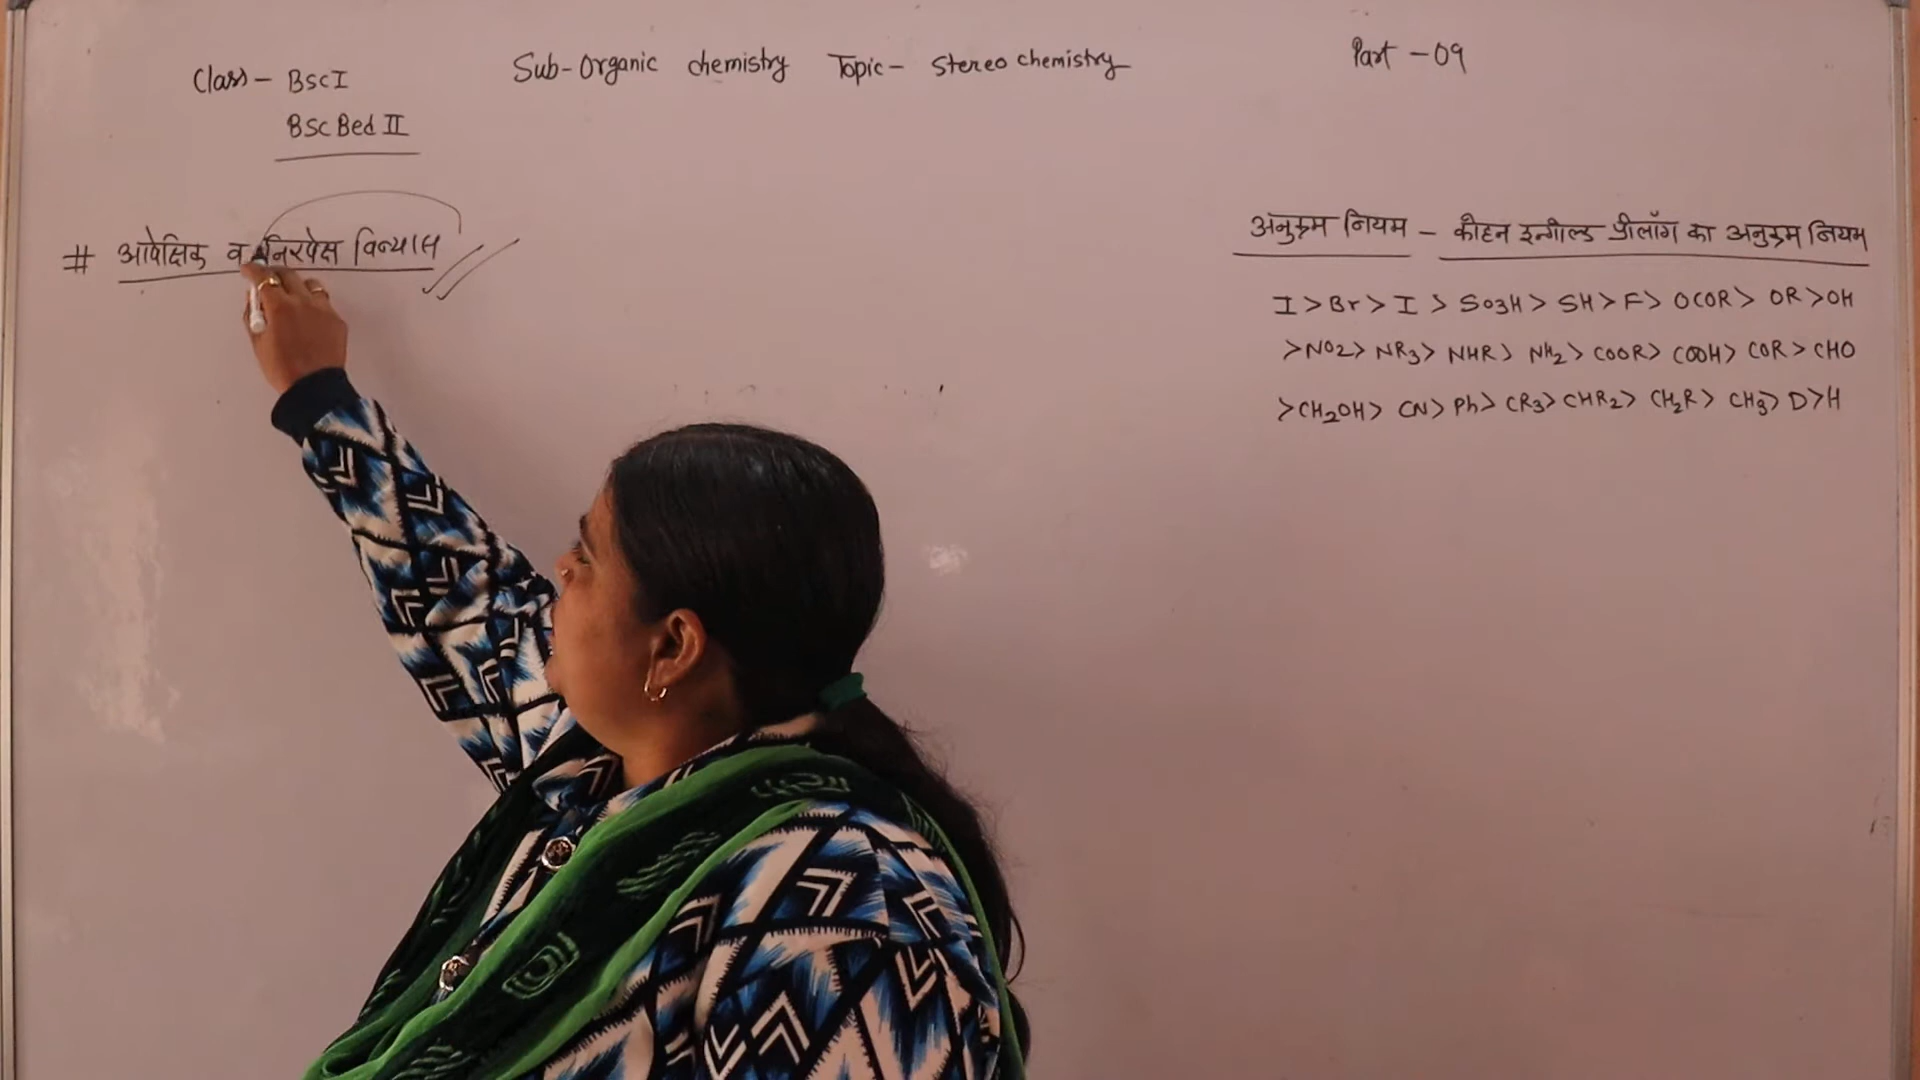 Class - BSc I
Sub - Organic chemistry Topic - Stereo chemistry
Part - 09
BSc Bed II
# आपेक्षिक व निरपेक्ष विन्यास
अनुक्रम नियम - कॉहन इन्गोल्ड प्रीलॉग का अनुक्रम नियम
I > Br > I > SO3H > SH > F > OCOR > OR > OH
> NO2 > NR3 > NHR > NH2 > COOR > COOH > COR > CHO
> CH2OH > CN > Ph > CR3 > CHR2 > CH2R > CH3 > D > H